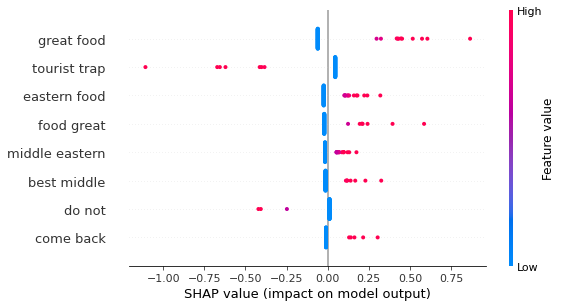 High
great food
tourist trap
eastern food
food great
middle eastern
best middle
do not
come back
Low
Feature value
−1.00 −0.75 −0.50 −0.25 0.00 0.25 0.50 0.75
SHAP value (impact on model output)